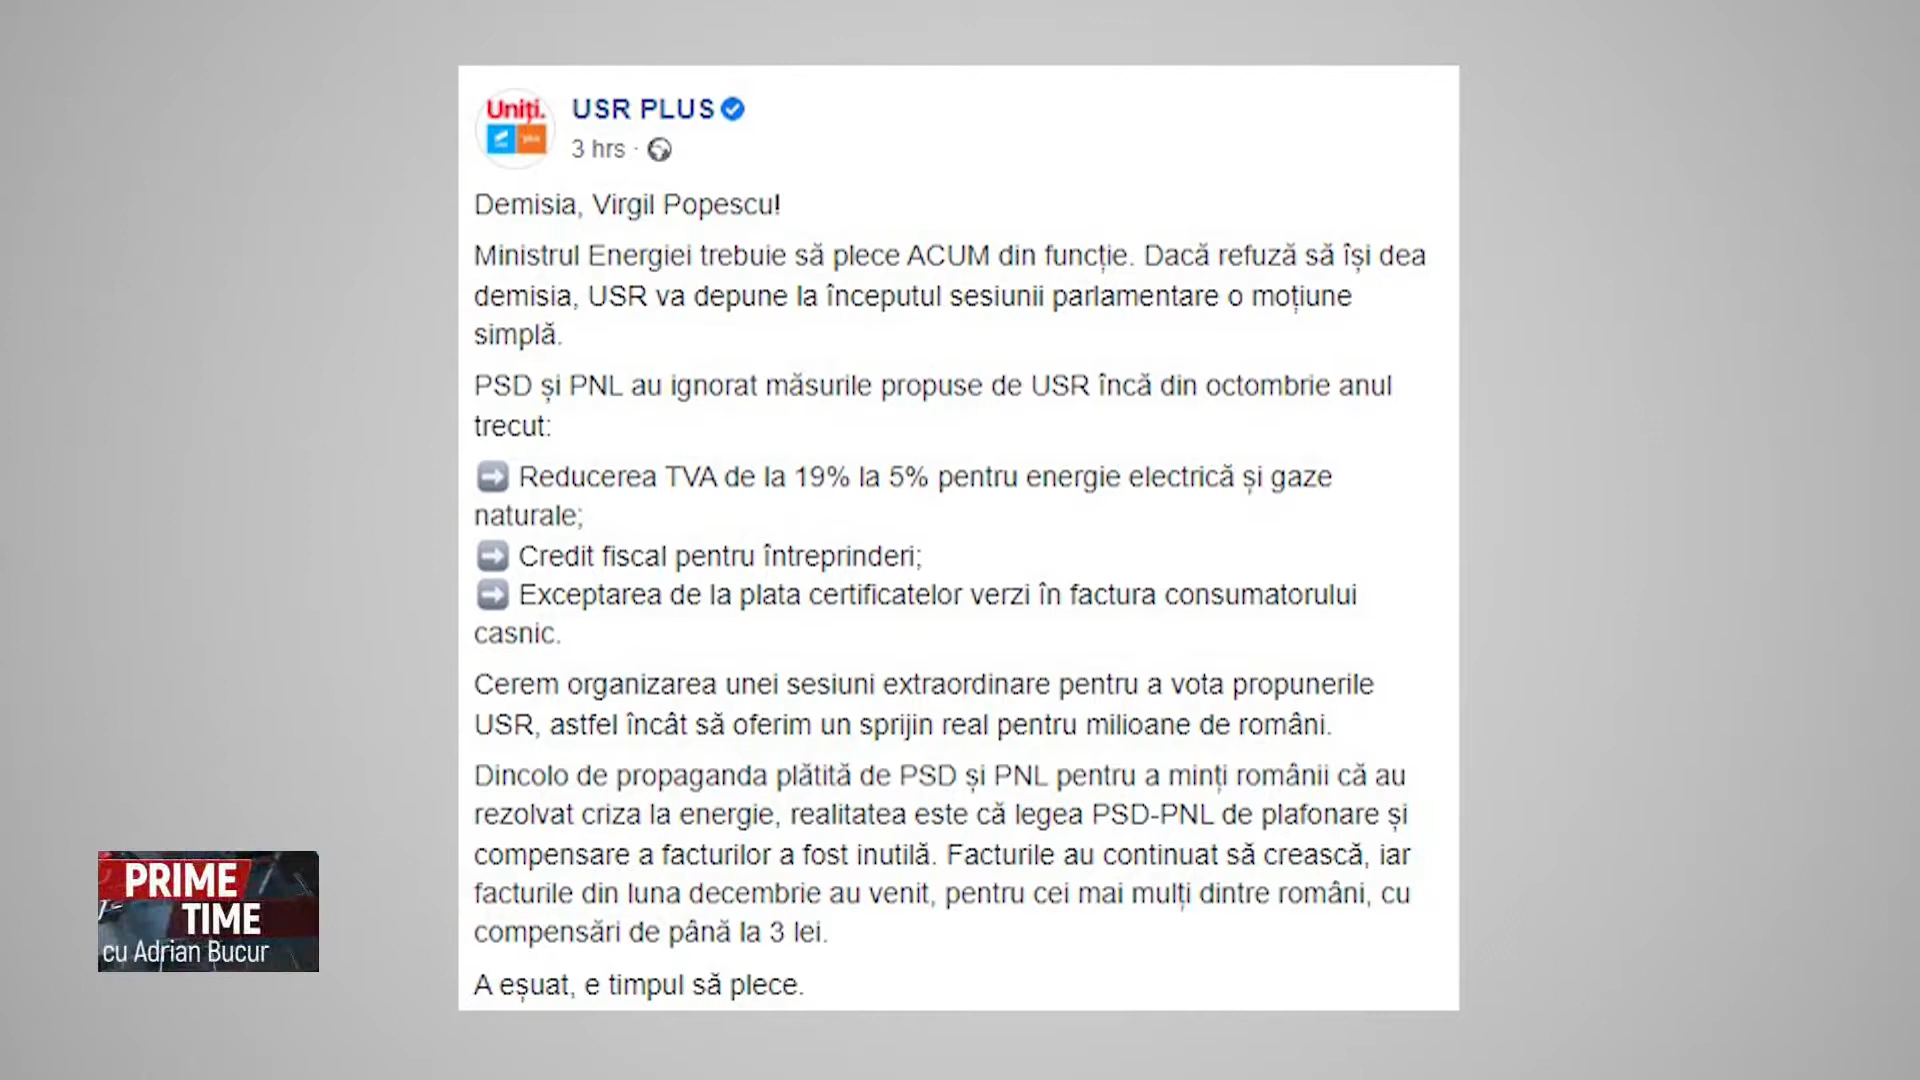 Uniți.
USR PLUS
3 hrs ·
Demisia, Virgil Popescu!
Ministrul Energiei trebuie să plece ACUM din funcție. Dacă refuză să își dea
demisia, USR va depune la începutul sesiunii parlamentare o moțiune
simplă.
PSD și PNL au ignorat măsurile propuse de USR încă din octombrie anul
trecut:
➡ Reducerea TVA de la 19% la 5% pentru energie electrică și gaze
naturale;
➡ Credit fiscal pentru întreprinderi;
➡ Exceptarea de la plata certificatelor verzi în factura consumatorului
casnic.
Cerem organizarea unei sesiuni extraordinare pentru a vota propunerile
USR, astfel încât să oferim un sprijin real pentru milioane de români.
Dincolo de propaganda plătită de PSD și PNL pentru a minți românii că au
rezolvat criza la energie, realitatea este că legea PSD-PNL de plafonare și
compensare a facturilor a fost inutilă. Facturile au continuat să crească, iar
facturile din luna decembrie au venit, pentru cei mai mulți dintre români, cu
compensări de până la 3 lei.
A eșuat, e timpul să plece.
PRIME
TIME
cu Adrian Bucur